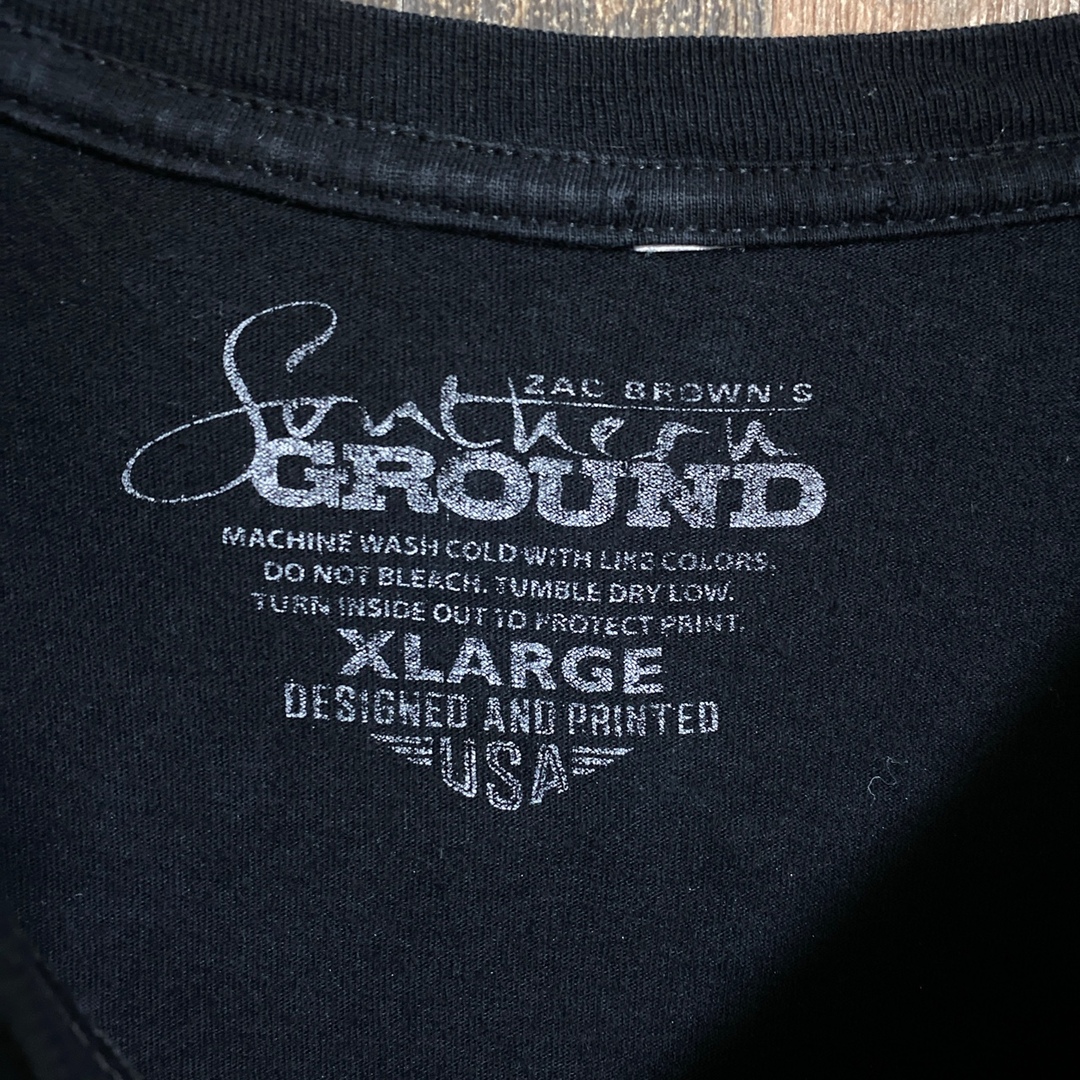 ZAC BROWN'S
Southern
GROUND
MACHINE WASH COLD WITH LIKE COLORS.
DO NOT BLEACH. TUMBLE DRY LOW.
TURN INSIDE OUT TO PROTECT PRINT.
XLARGE
DESIGNED AND PRINTED
USA